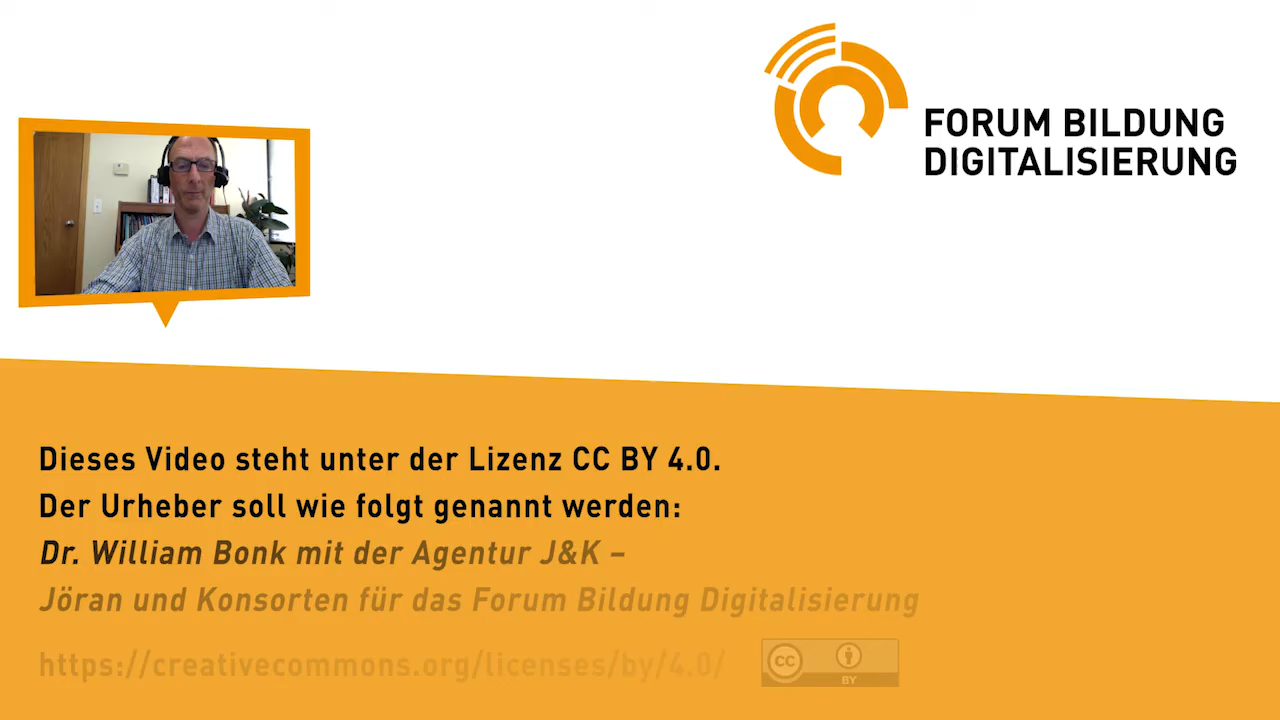 FORUM BILDUNG
DIGITALISIERUNG
Dieses Video steht unter der Lizenz CC BY 4.0.
Der Urheber soll wie folgt genannt werden:
Dr. William Bonk mit der Agentur J&K –
Jöran und Konsorten für das Forum Bildung Digitalisierung
https://creativecommons.org/licenses/by/4.0/
CC
BY